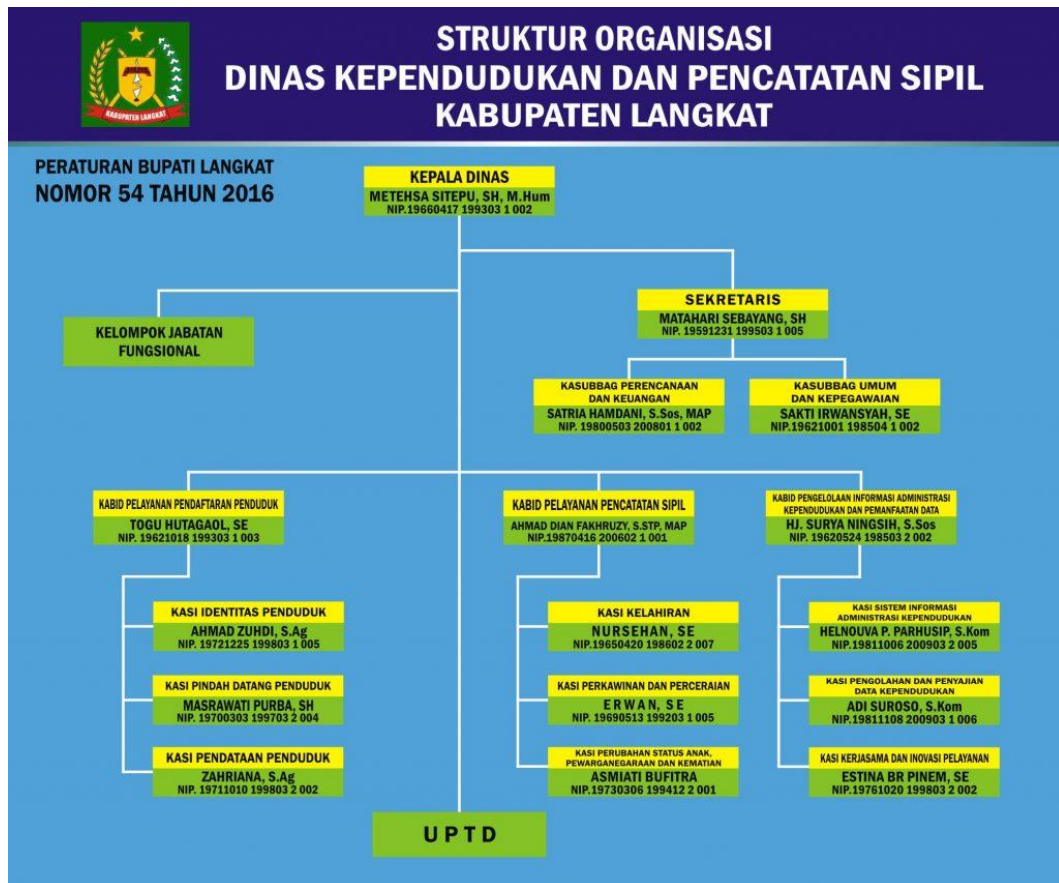 STRUKTUR ORGANISASI
DINAS KEPENDUDUKAN DAN PENCATATAN SIPIL
KABUPATEN LANGKAT
KABUPATEN LANGKAT
PERATURAN BUPATI LANGKAT
NOMOR 54 TAHUN 2016
KEPALA DINAS
METEHSA SITEPU, SH, M.Hum
NIP.19660417 199303 1 002
KELOMPOK JABATAN
FUNGSIONAL
SEKRETARIS
MATAHARI SEBAYANG, SH
NIP. 19591231 199503 1 005
KASUBBAG PERENCANAAN
DAN KEUANGAN
SATRIA HAMDANI, S.Sos, MAP
NIP. 19800503 200801 1 002
KASUBBAG UMUM
DAN KEPEGAWAIAN
SAKTI IRWANSYAH, SE
NIP.19621001 198504 1 002
KABID PELAYANAN PENDAFTARAN PENDUDUK
TOGU HUTAGAOL, SE
NIP. 19621018 199303 1 003
KASI IDENTITAS PENDUDUK
AHMAD ZUHDI, S.Ag
NIP. 19721225 199803 1 005
KASI PINDAH DATANG PENDUDUK
MASRAWATI PURBA, SH
NIP. 19700303 199703 2 004
KASI PENDATAAN PENDUDUK
ZAHRIANA, S.Ag
NIP. 19711010 199803 2 002
KABID PELAYANAN PENCATATAN SIPIL
AHMAD DIAN FAKHRUZY, S.STP, MAP
NIP.19870416 200602 1 001
KASI KELAHIRAN
NURSEHAN, SE
NIP.19650420 198602 2 007
KASI PERKAWINAN DAN PERCERAIAN
ERWAN, SE
NIP. 19690513 199203 1 005
KASI PERUBAHAN STATUS ANAK,
PEWARGANEGARAAN DAN KEMATIAN
ASMIATI BUFITRA
NIP.19730306 199412 2 001
KABID PENGELOLAAN INFORMASI ADMINISTRASI
KEPENDUDUKAN DAN PEMANFAATAN DATA
HJ. SURYA NINGSIH, S.Sos
NIP. 19620524 198503 2 002
KASI SISTEM INFORMASI
ADMINISTRASI KEPENDUDUKAN
HELNOUVA P. PARHUSIP, S.Kom
NIP.19811006 200903 2 005
KASI PENGOLAHAN DAN PENYAJIAN
DATA KEPENDUDUKAN
ADI SUROSO, S.Kom
NIP.19811108 200903 1 006
KASI KERJASAMA DAN INOVASI PELAYANAN
ESTINA BR PINEM, SE
NIP.19761020 199803 2 002
UPTD